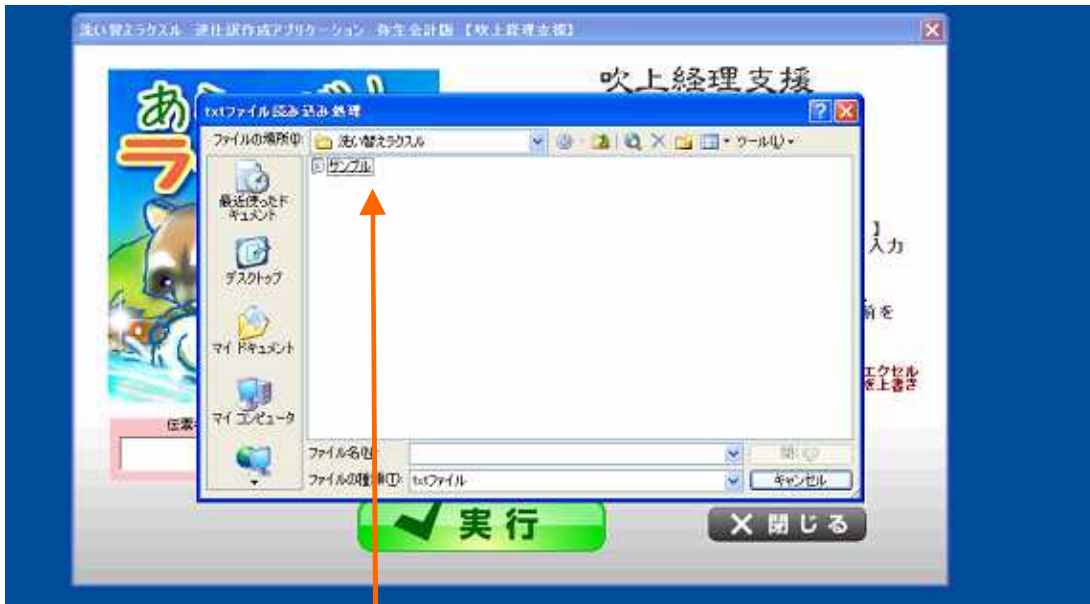 洗い替えラクスル 逆仕訳作成アプリケーション 弥生会計版 【吹上経理支援】
吹上経理支援
あ
ラ
txtファイル読み込み処理
ファイルの場所(I):
洗い替えラクスル
ツール(L)
サンプル
最近使ったド
キュメント
デスクトップ
】
入力
マイ ドキュメント
前を
エクセル
を上書き
マイ コンピュータ
伝票
ファイル名(N):
開く(O)
ファイルの種類(T):
txtファイル
キャンセル
実行
閉じる